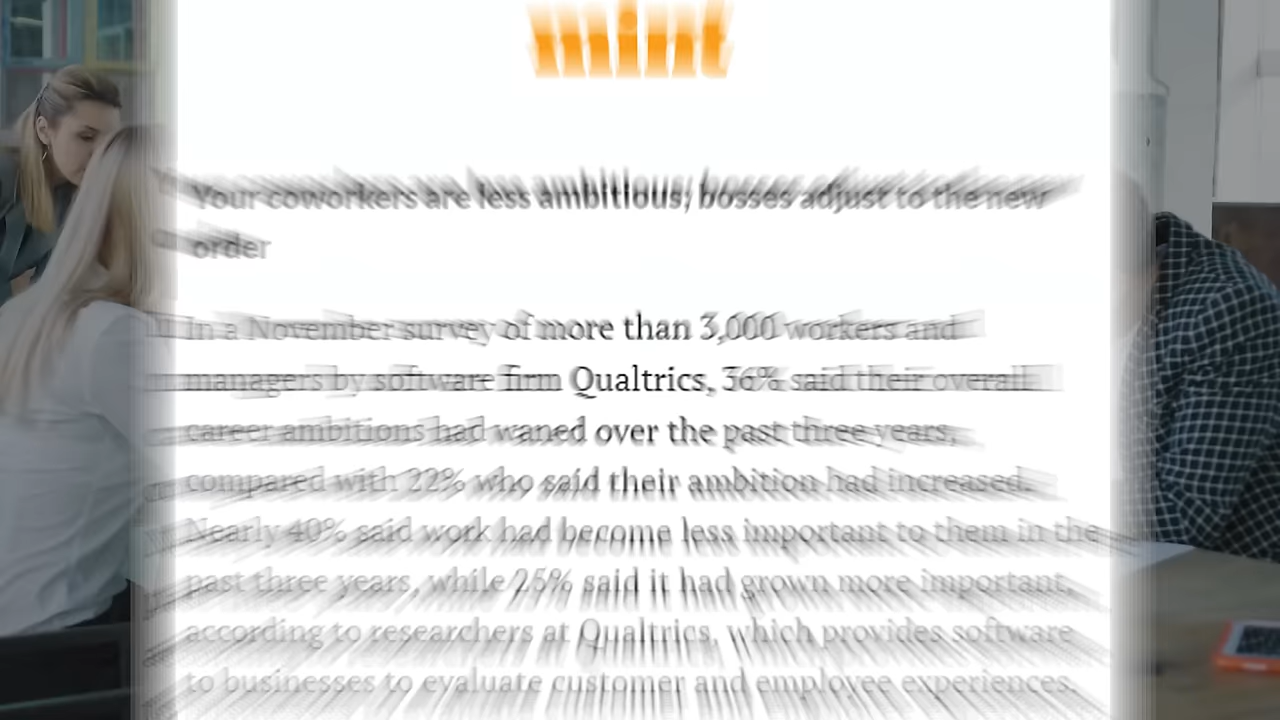 mint
Your coworkers are less ambitious; bosses adjust to the new
order
In a November survey of more than 3,000 workers and
managers by software firm Qualtrics, 36% said their overall
career ambitions had waned over the past three years,
compared with 22% who said their ambition had increased.
Nearly 40% said work had become less important to them in the
past three years, while 25% said it had grown more important,
according to researchers at Qualtrics, which provides software
to businesses to evaluate customer and employee experiences.